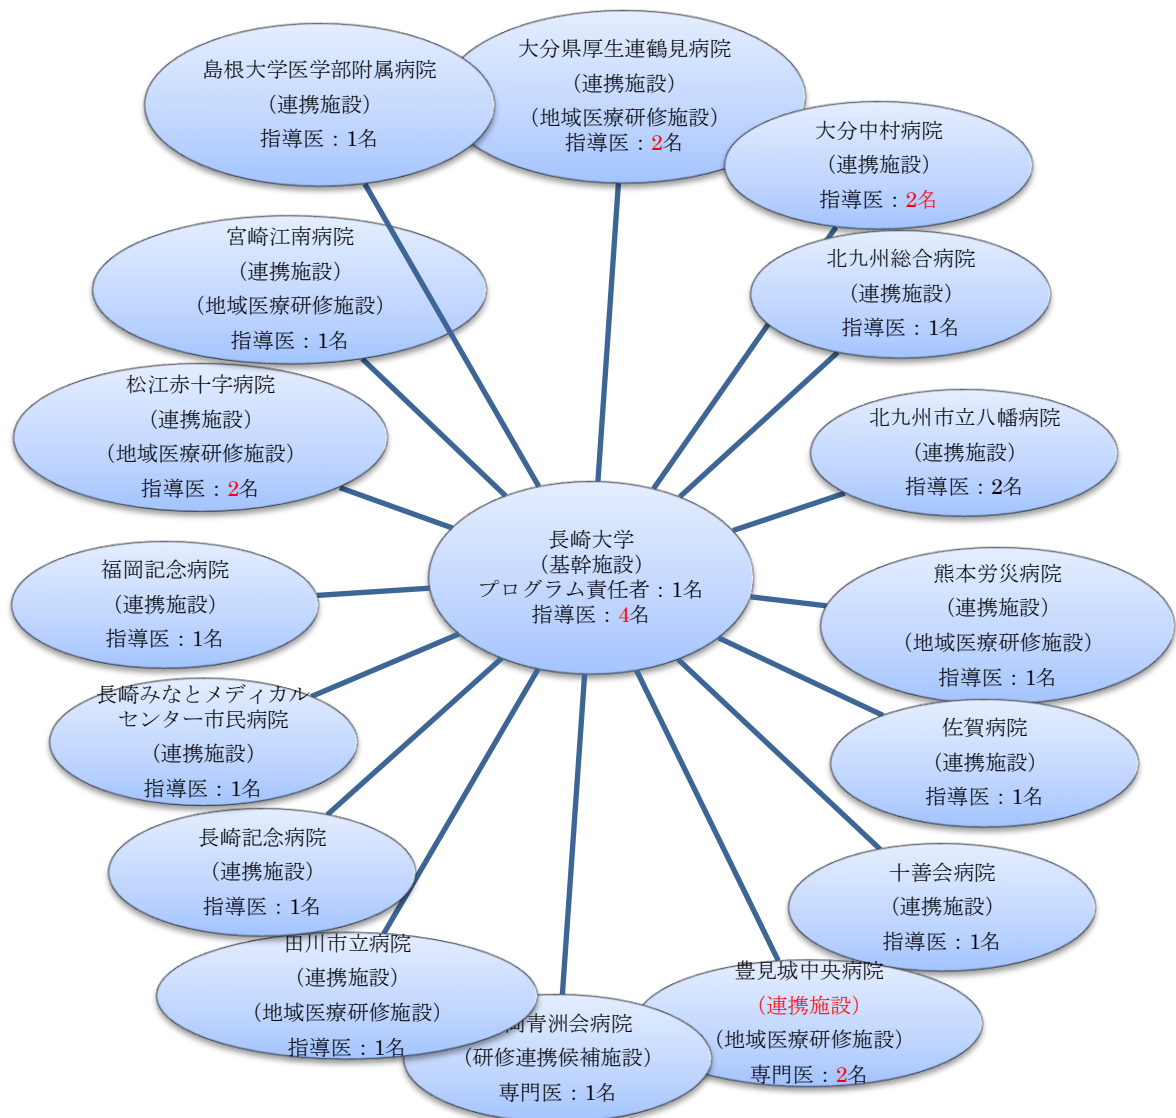 島根大学医学部附属病院
(連携施設)
指導医：1名
大分県厚生連鶴見病院
(連携施設)
(地域医療研修施設)
指導医：2名
大分中村病院
(連携施設)
指導医：2名
宮崎江南病院
(連携施設)
(地域医療研修施設)
指導医：1名
北九州総合病院
(連携施設)
指導医：1名
松江赤十字病院
(連携施設)
(地域医療研修施設)
指導医：2名
北九州市立八幡病院
(連携施設)
指導医：2名
長崎大学
(基幹施設)
プログラム責任者：1名
指導医：4名
福岡記念病院
(連携施設)
指導医：1名
熊本労災病院
(連携施設)
(地域医療研修施設)
指導医：1名
長崎みなとメディカル
センター市民病院
(連携施設)
指導医：1名
佐賀病院
(連携施設)
指導医：1名
長崎記念病院
(連携施設)
指導医：1名
十善会病院
(連携施設)
指導医：1名
田川市立病院
(連携施設)
(地域医療研修施設)
指導医：1名
青洲会病院
(研修連携候補施設)
専門医：1名
豊見城中央病院
(連携施設)
(地域医療研修施設)
専門医：2名